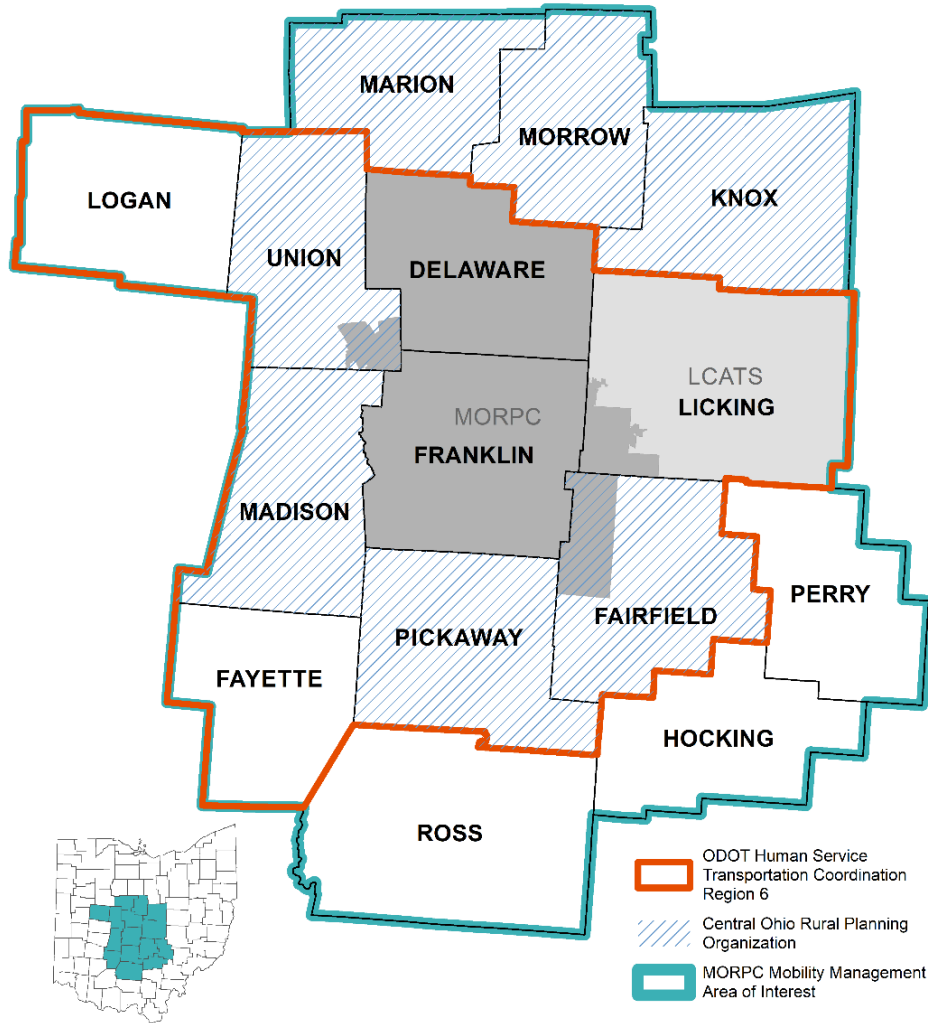 MARION
MORROW
LOGAN
KNOX
UNION
DELAWARE
LCATS
LICKING
MORPC
FRANKLIN
MADISON
PERRY
FAIRFIELD
PICKAWAY
FAYETTE
HOCKING
ROSS
ODOT Human Service
Transportation Coordination
Region 6
Central Ohio Rural Planning
Organization
MORPC Mobility Management
Area of Interest